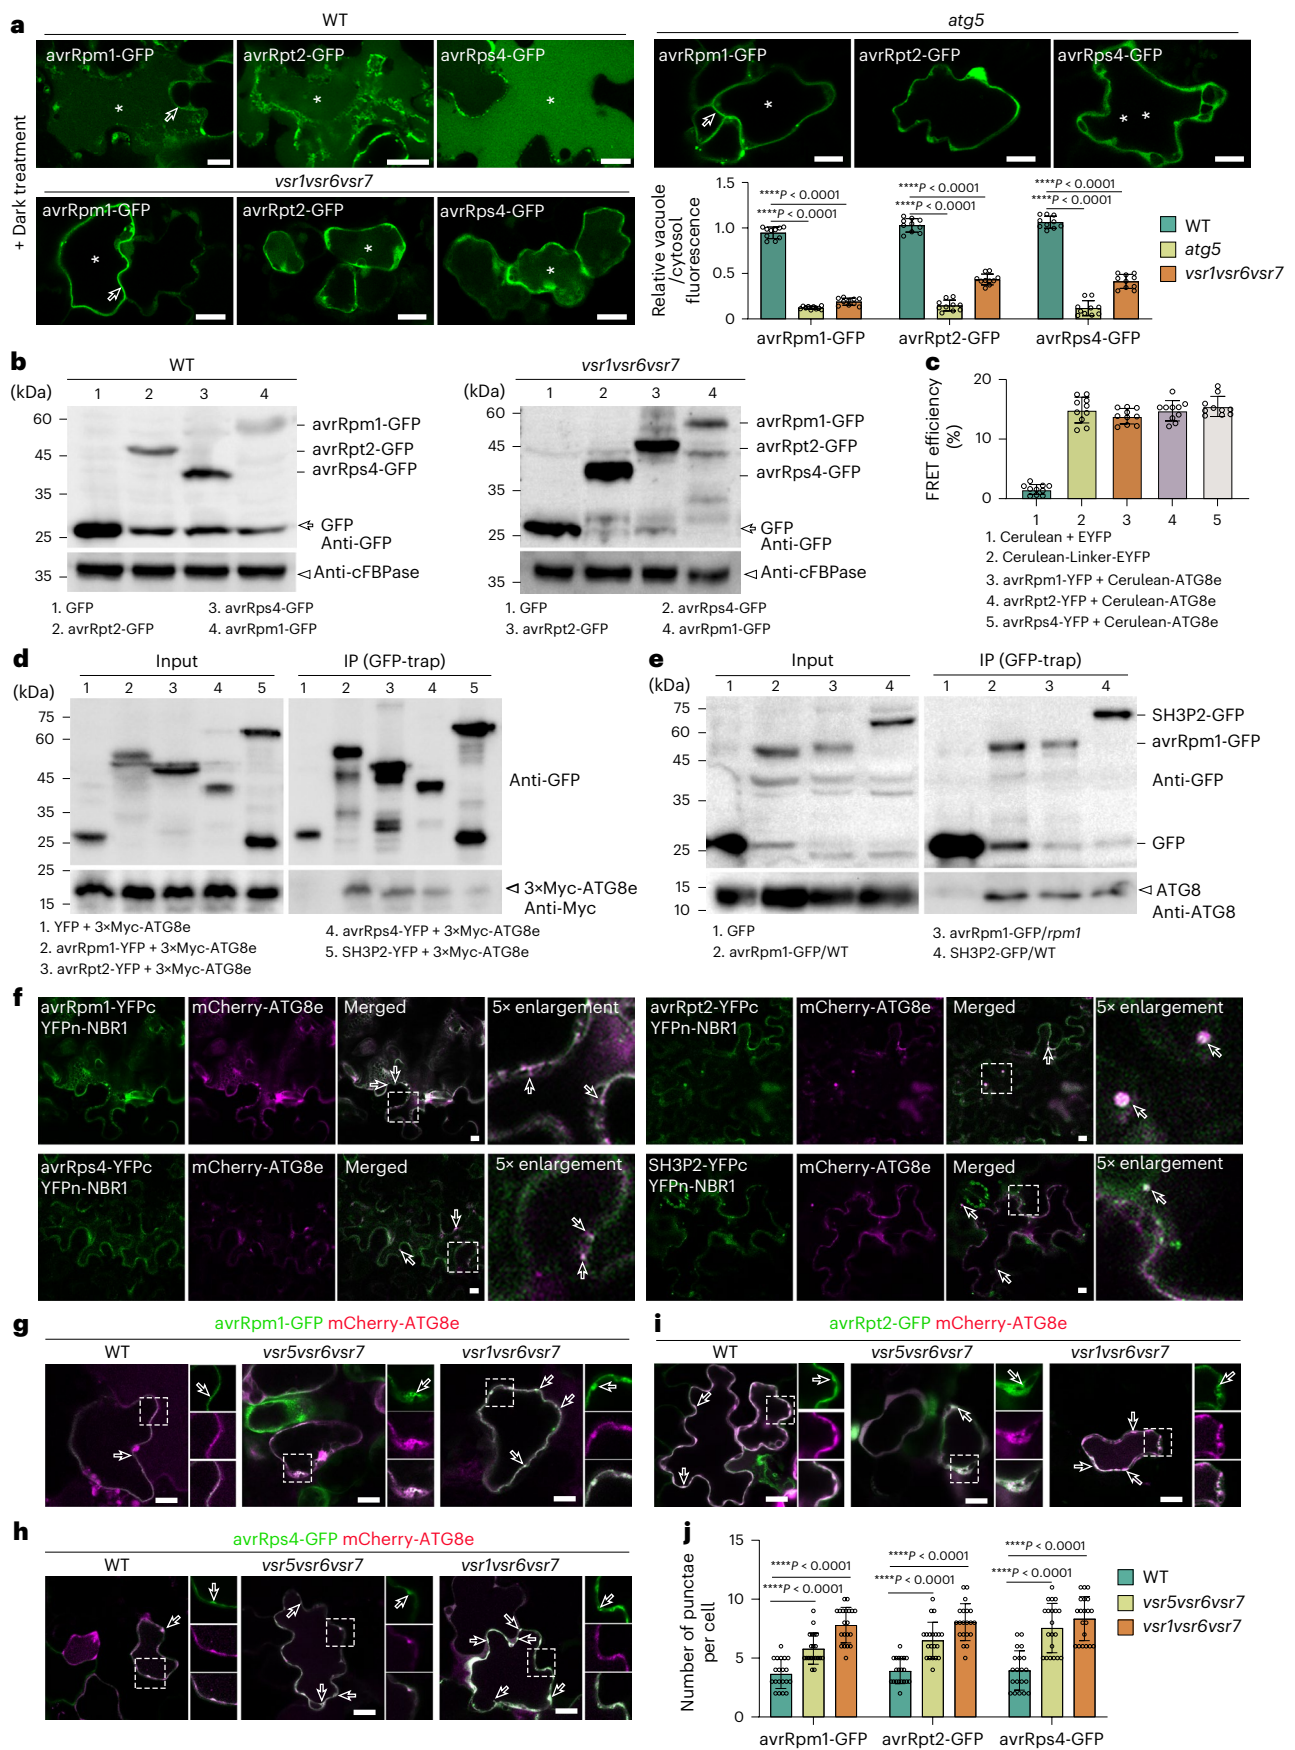 a
WT
atg5
+ Dark treatment
avrRpm1-GFP
avrRpt2-GFP
avrRps4-GFP
avrRpm1-GFP
avrRpt2-GFP
avrRps4-GFP
*
*
*
*
* *
vsr1vsr6vsr7
avrRpm1-GFP
avrRpt2-GFP
avrRps4-GFP
*
*
*
Relative vacuole
/cytosol
fluorescence
1.5
1.0
0.5
0
****P < 0.0001
****P < 0.0001
****P < 0.0001
****P < 0.0001
****P < 0.0001
****P < 0.0001
avrRpm1-GFP
avrRpt2-GFP
avrRps4-GFP
WT
atg5
vsr1vsr6vsr7
b
WT
(kDa)
1 2 3 4
60
45
35
25
35
avrRpm1-GFP
avrRpt2-GFP
avrRps4-GFP
GFP
Anti-GFP
Anti-cFBPase
1. GFP
3. avrRps4-GFP
2. avrRpt2-GFP
4. avrRpm1-GFP
vsr1vsr6vsr7
(kDa)
1 2 3 4
60
45
35
25
35
avrRpm1-GFP
avrRpt2-GFP
avrRps4-GFP
GFP
Anti-GFP
Anti-cFBPase
1. GFP
2. avrRps4-GFP
3. avrRpt2-GFP
4. avrRpm1-GFP
c
FRET efficiency
(%)
20
10
0
1 2 3 4 5
1. Cerulean + EYFP
2. Cerulean-Linker-EYFP
3. avrRpm1-YFP + Cerulean-ATG8e
4. avrRpt2-YFP + Cerulean-ATG8e
5. avrRps4-YFP + Cerulean-ATG8e
d
Input
IP (GFP-trap)
(kDa)
1 2 3 4 5
1 2 3 4 5
75
60
45
35
25
25
15
Anti-GFP
3×Myc-ATG8e
Anti-Myc
1. YFP + 3×Myc-ATG8e
2. avrRpm1-YFP + 3×Myc-ATG8e
3. avrRpt2-YFP + 3×Myc-ATG8e
4. avrRps4-YFP + 3×Myc-ATG8e
5. SH3P2-YFP + 3×Myc-ATG8e
e
Input
IP (GFP-trap)
(kDa)
1 2 3 4
1 2 3 4
75
60
45
35
25
15
10
SH3P2-GFP
avrRpm1-GFP
Anti-GFP
GFP
ATG8
Anti-ATG8
1. GFP
2. avrRpm1-GFP/WT
3. avrRpm1-GFP/rpm1
4. SH3P2-GFP/WT
f
avrRpm1-YFPc
YFPn-NBR1
mCherry-ATG8e
Merged
5× enlargement
avrRpt2-YFPc
YFPn-NBR1
mCherry-ATG8e
Merged
5× enlargement
avrRps4-YFPc
YFPn-NBR1
mCherry-ATG8e
Merged
5× enlargement
SH3P2-YFPc
YFPn-NBR1
mCherry-ATG8e
Merged
5× enlargement
g
avrRpm1-GFP mCherry-ATG8e
WT
vsr5vsr6vsr7
vsr1vsr6vsr7
i
avrRpt2-GFP mCherry-ATG8e
WT
vsr5vsr6vsr7
vsr1vsr6vsr7
h
avrRps4-GFP mCherry-ATG8e
WT
vsr5vsr6vsr7
vsr1vsr6vsr7
j
Number of punctae
per cell
15
10
5
0
****P < 0.0001
****P < 0.0001
****P < 0.0001
****P < 0.0001
****P < 0.0001
****P < 0.0001
avrRpm1-GFP
avrRpt2-GFP
avrRps4-GFP
WT
vsr5vsr6vsr7
vsr1vsr6vsr7